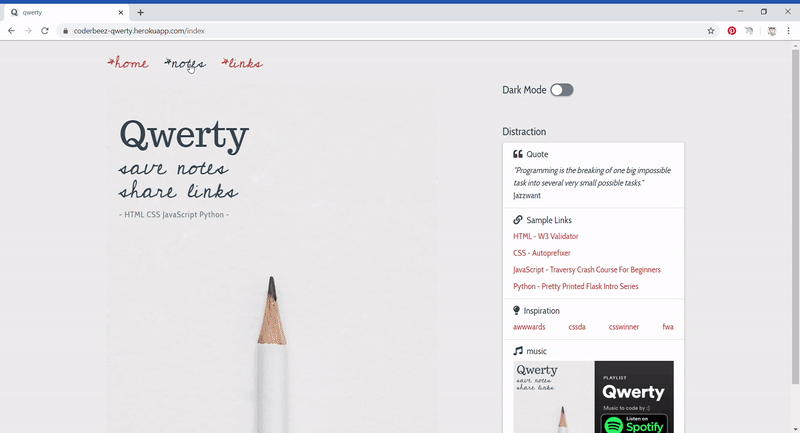 qwerty
coderbeez-qwerty.herokuapp.com/index
*home *notes *links
Dark Mode
Qwerty
save notes
share links
- HTML CSS JavaScript Python -
Distraction
Quote
"Programming is the breaking of one big impossible
task into several very small possible tasks."
Jazzwant
Sample Links
HTML - W3 Validator
CSS - Autoprefixer
JavaScript - Traversy Crash Course For Beginners
Python - Pretty Printed Flask Intro Series
Inspiration
awwwards cssda csswinner fwa
music
Qwerty
save notes
share links
PLAYLIST
Qwerty
Music to code by :)
Listen on
Spotify